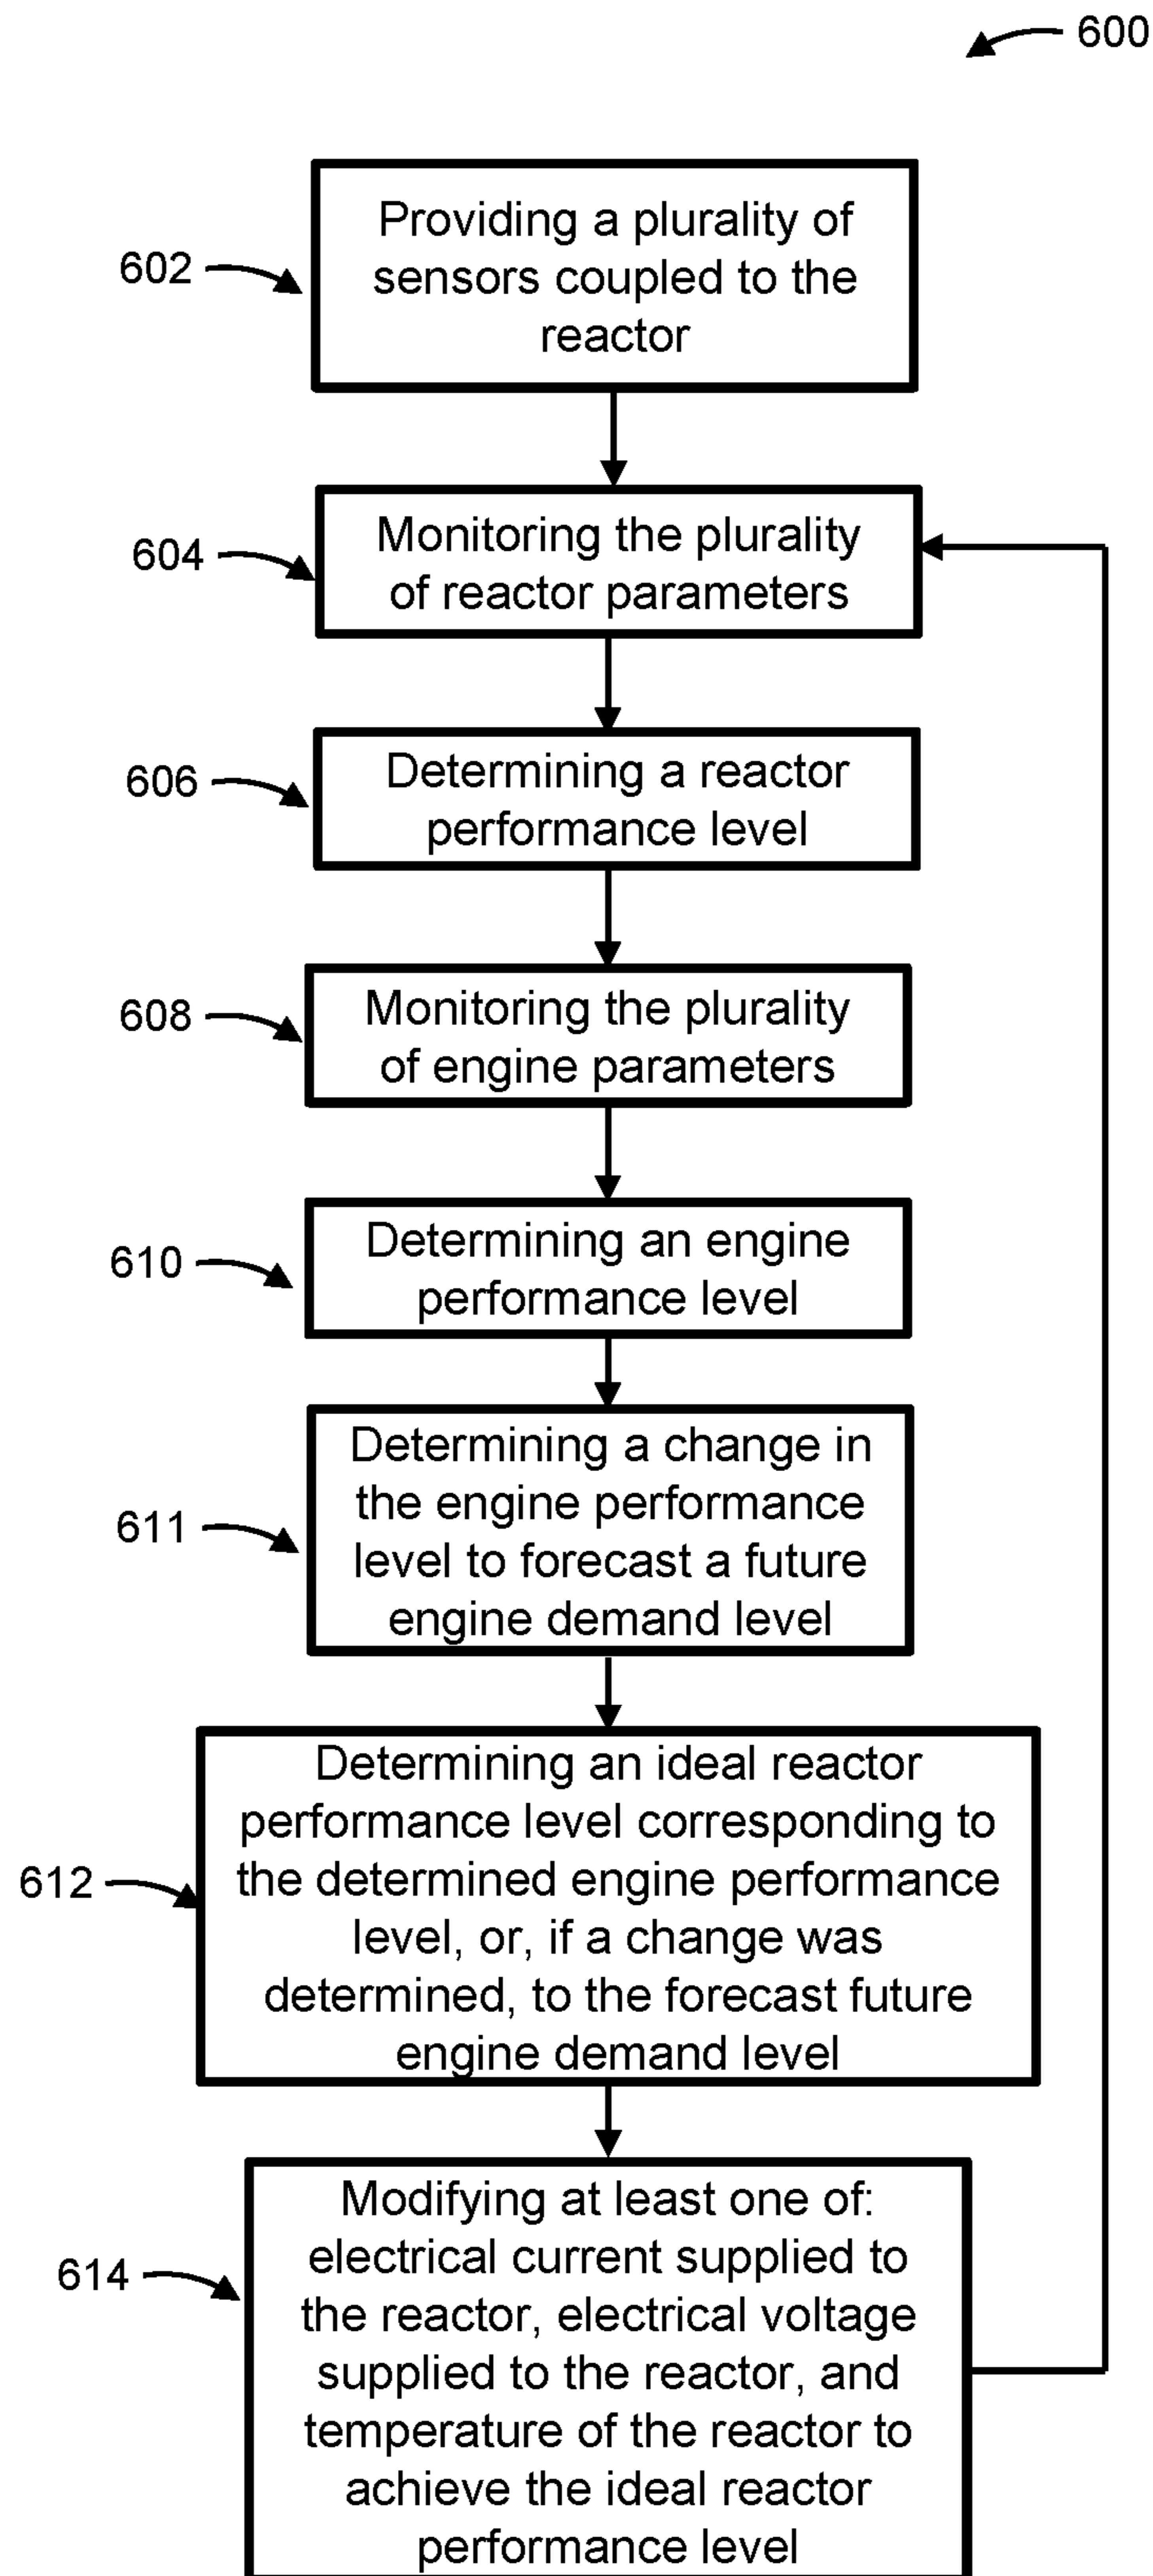 600
602
Providing a plurality of
sensors coupled to the
reactor
604
Monitoring the plurality
of reactor parameters
606
Determining a reactor
performance level
608
Monitoring the plurality
of engine parameters
610
Determining an engine
performance level
611
Determining a change in
the engine performance
level to forecast a future
engine demand level
612
Determining an ideal reactor
performance level corresponding to
the determined engine performance
level, or, if a change was
determined, to the forecast future
engine demand level
614
Modifying at least one of:
electrical current supplied to
the reactor, electrical voltage
supplied to the reactor, and
temperature of the reactor to
achieve the ideal reactor
performance level